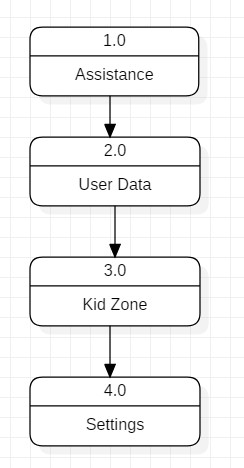 1.0
Assistance
2.0
User Data
3.0
Kid Zone
4.0
Settings